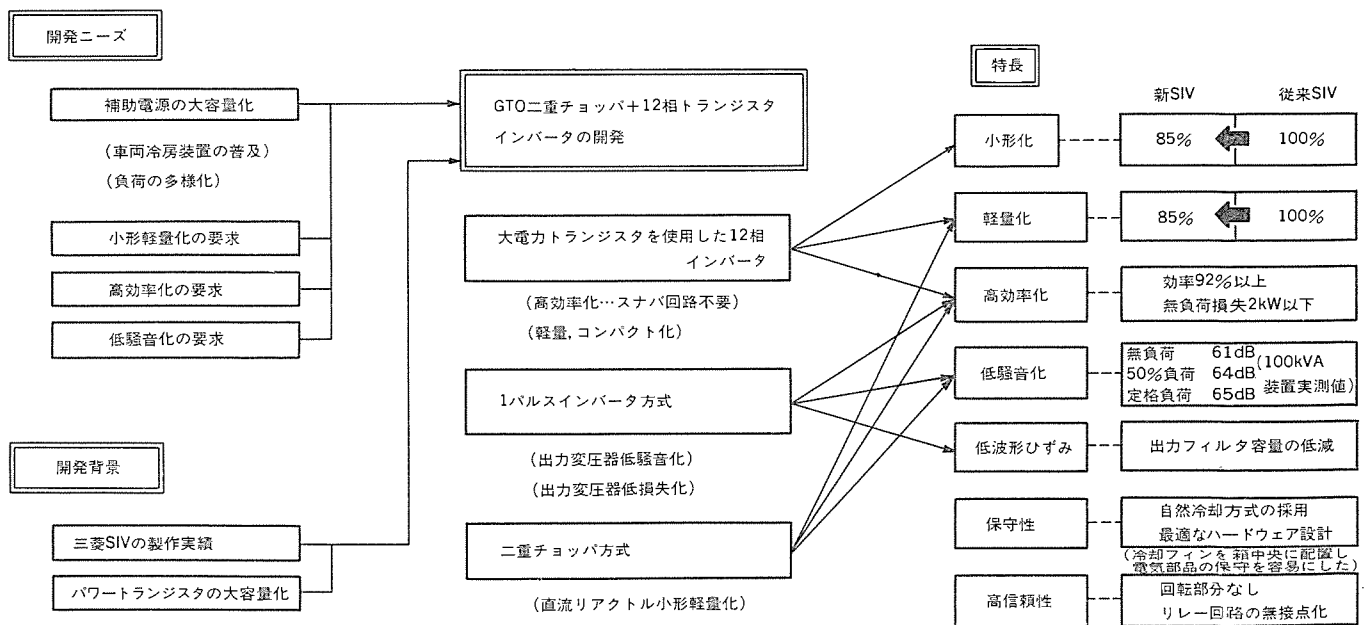 開発ニーズ
補助電源の大容量化
(車両冷房装置の普及)
(負荷の多様化)
小形軽量化の要求
高効率化の要求
低騒音化の要求
開発背景
三菱SIVの製作実績
パワートランジスタの大容量化
GTO二重チョッパ+12相トランジスタ
インバータの開発
大電力トランジスタを使用した12相
インバータ
(高効率化…スナバ回路不要)
(軽量,コンパクト化)
1パルスインバータ方式
(出力変圧器低騒音化)
(出力変圧器低損失化)
二重チョッパ方式
(直流リアクトル小形軽量化)
特長
新SIV 従来SIV
小形化 85% 100%
軽量化 85% 100%
高効率化
効率92%以上
無負荷損失2kW以下
低騒音化
無負荷 61dB
50%負荷 64dB
定格負荷 65dB
(100kVA
装置実測値)
低波形ひずみ
出力フィルタ容量の低減
保守性
自然冷却方式の採用
最適なハードウェア設計
(冷却フィンを箱中央に配置し
電気部品の保守を容易にした)
高信頼性
回転部分なし
リレー回路の無接点化